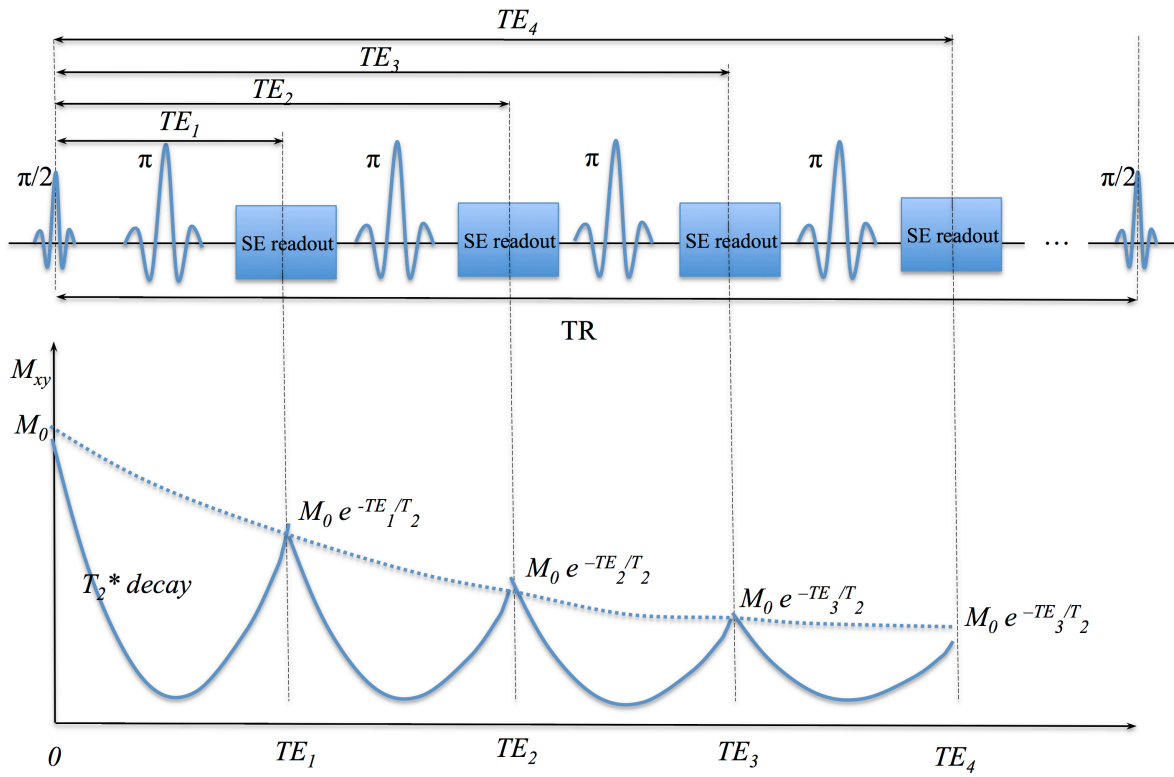 TE4
TE3
TE2
TE1
π/2
π
π
π
π
π/2
SE readout
SE readout
SE readout
SE readout
...
TR
Mxy
M0
M0 e -TE1/T2
M0 e –TE2/T2
M0 e –TE3/T2
M0 e –TE3/T2
T2* decay
0
TE1
TE2
TE3
TE4